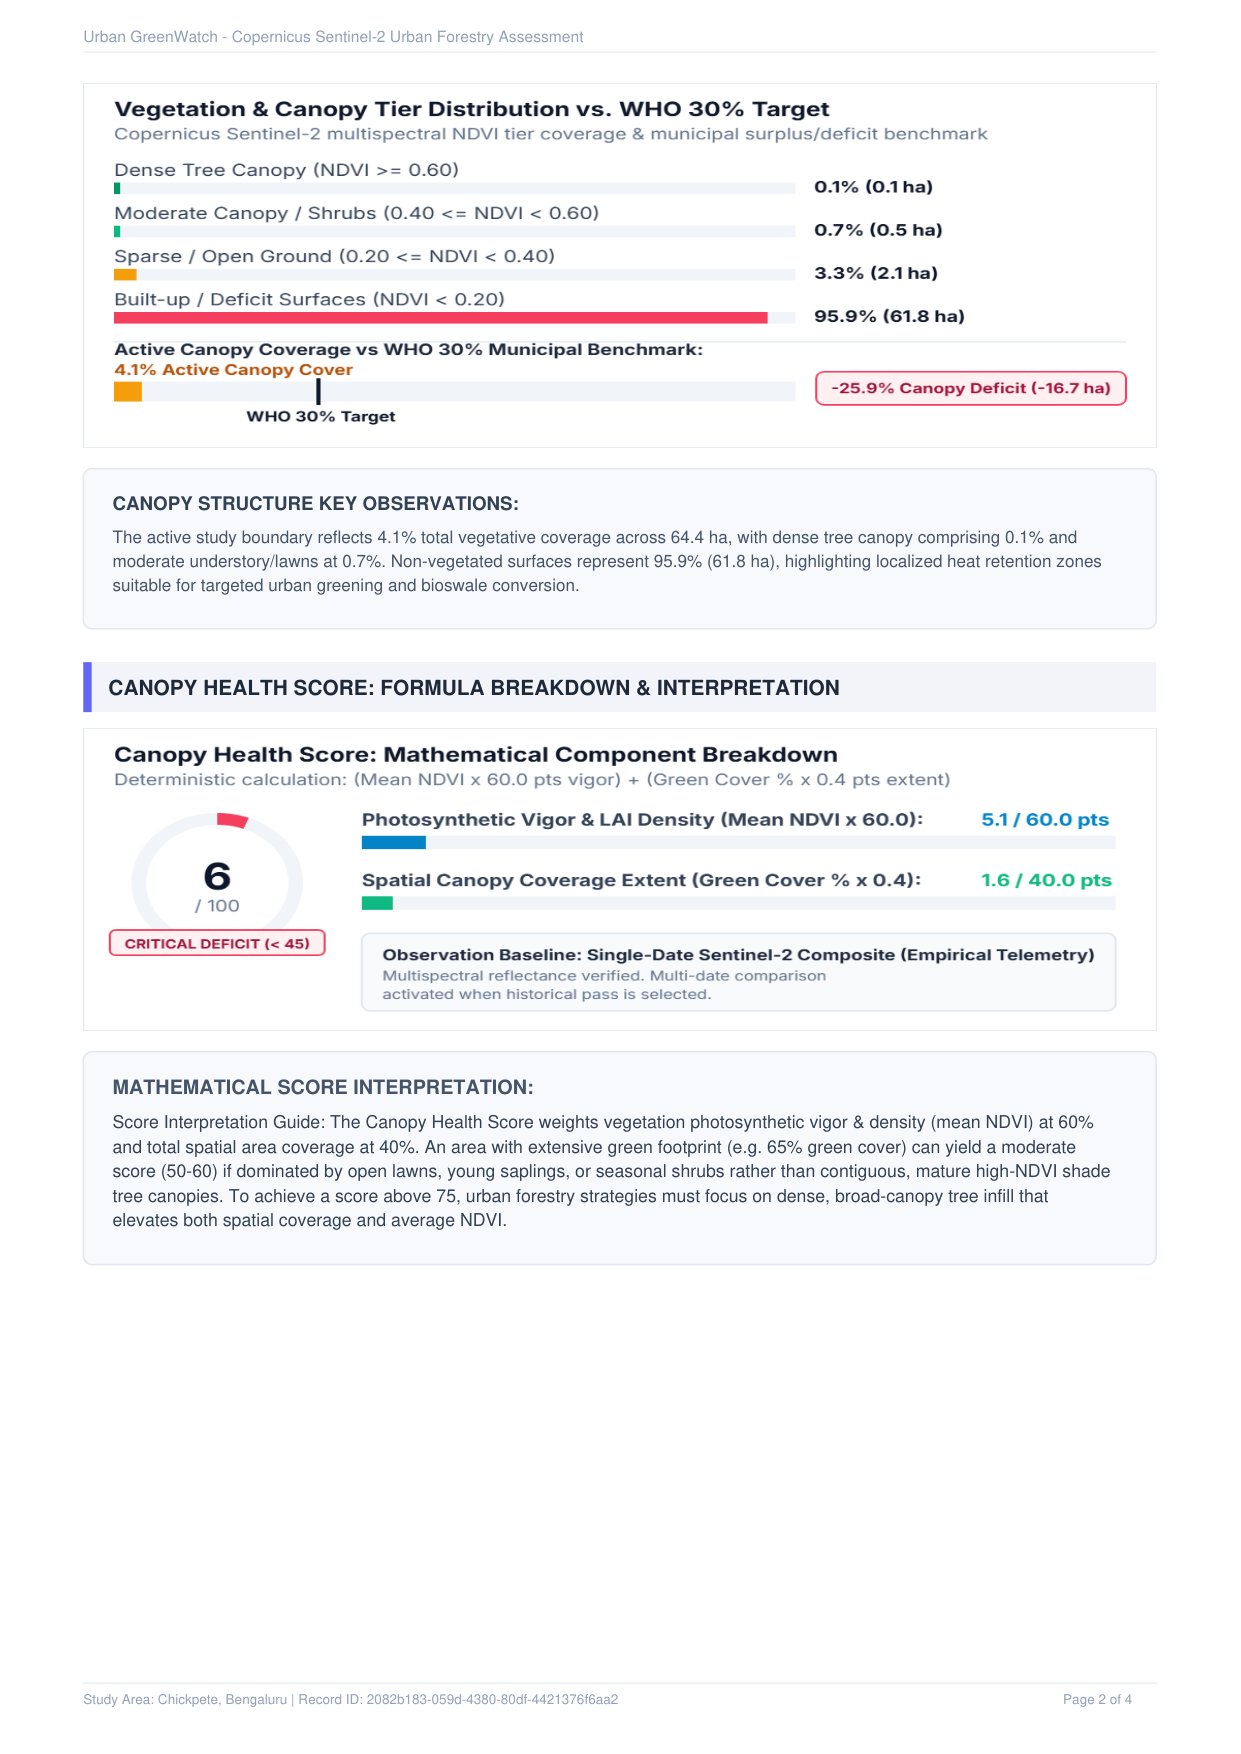 Urban GreenWatch - Copernicus Sentinel-2 Urban Forestry Assessment
Vegetation & Canopy Tier Distribution vs. WHO 30% Target
Copernicus Sentinel-2 multispectral NDVI tier coverage & municipal surplus/deficit benchmark
Dense Tree Canopy (NDVI >= 0.60)
0.1% (0.1 ha)
Moderate Canopy / Shrubs (0.40 <= NDVI < 0.60)
0.7% (0.5 ha)
Sparse / Open Ground (0.20 <= NDVI < 0.40)
3.3% (2.1 ha)
Built-up / Deficit Surfaces (NDVI < 0.20)
95.9% (61.8 ha)
Active Canopy Coverage vs WHO 30% Municipal Benchmark:
4.1% Active Canopy Cover
-25.9% Canopy Deficit (-16.7 ha)
WHO 30% Target
CANOPY STRUCTURE KEY OBSERVATIONS:
The active study boundary reflects 4.1% total vegetative coverage across 64.4 ha, with dense tree canopy comprising 0.1% and
moderate understory/lawns at 0.7%. Non-vegetated surfaces represent 95.9% (61.8 ha), highlighting localized heat retention zones
suitable for targeted urban greening and bioswale conversion.
CANOPY HEALTH SCORE: FORMULA BREAKDOWN & INTERPRETATION
Canopy Health Score: Mathematical Component Breakdown
Deterministic calculation: (Mean NDVI x 60.0 pts vigor) + (Green Cover % x 0.4 pts extent)
Photosynthetic Vigor & LAI Density (Mean NDVI x 60.0): 5.1 / 60.0 pts
6
/ 100
CRITICAL DEFICIT (< 45)
Spatial Canopy Coverage Extent (Green Cover % x 0.4): 1.6 / 40.0 pts
Observation Baseline: Single-Date Sentinel-2 Composite (Empirical Telemetry)
Multispectral reflectance verified. Multi-date comparison
activated when historical pass is selected.
MATHEMATICAL SCORE INTERPRETATION:
Score Interpretation Guide: The Canopy Health Score weights vegetation photosynthetic vigor & density (mean NDVI) at 60%
and total spatial area coverage at 40%. An area with extensive green footprint (e.g. 65% green cover) can yield a moderate
score (50-60) if dominated by open lawns, young saplings, or seasonal shrubs rather than contiguous, mature high-NDVI shade
tree canopies. To achieve a score above 75, urban forestry strategies must focus on dense, broad-canopy tree infill that
elevates both spatial coverage and average NDVI.
Study Area: Chickpete, Bengaluru | Record ID: 2082b183-059d-4380-80df-4421376f6aa2
Page 2 of 4